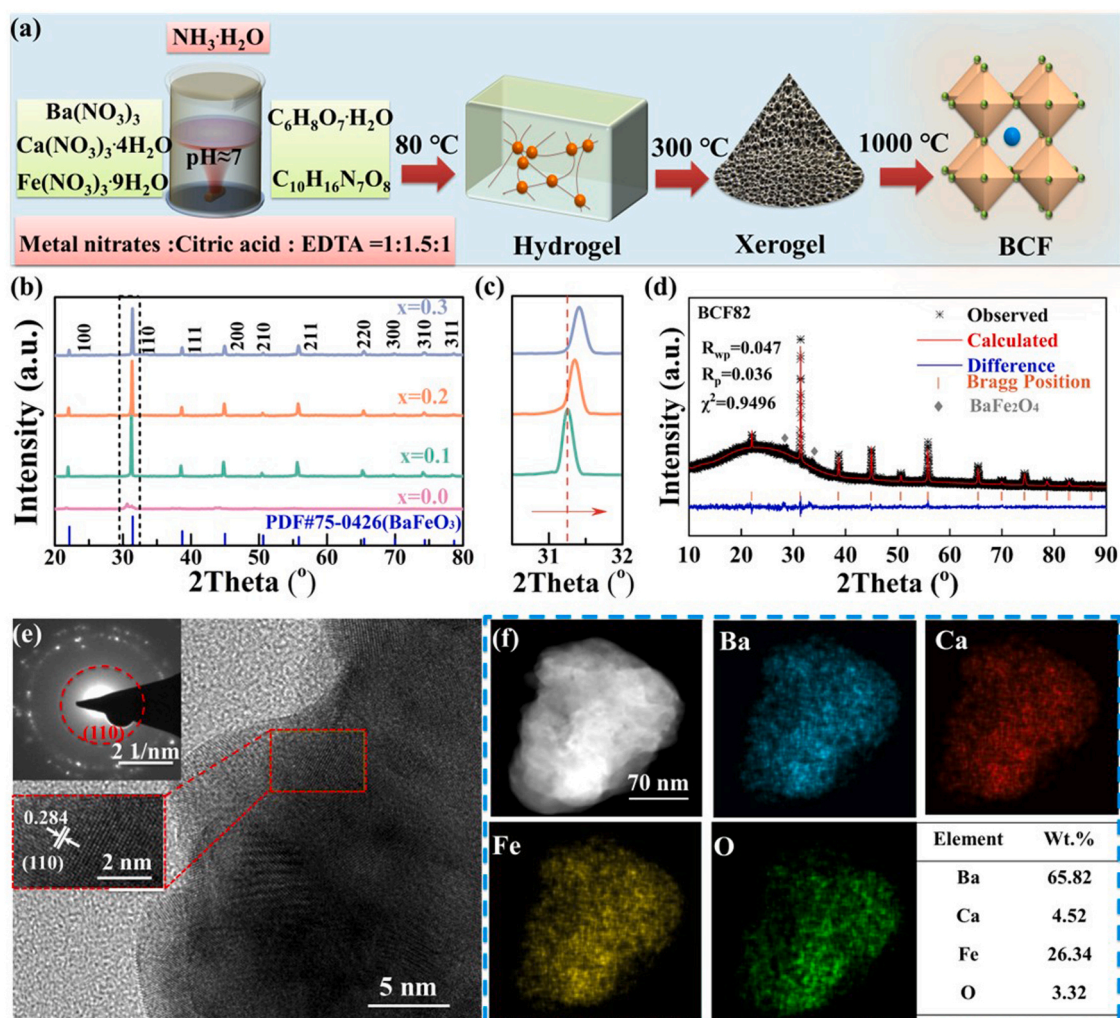 (a)
NH₃·H₂O
Ba(NO₃)₃
Ca(NO₃)₃·4H₂O
Fe(NO₃)₃·9H₂O
pH≈7
C₆H₈O₇·H₂O
C₁₀H₁₆N₇O₈
Metal nitrates :Citric acid : EDTA =1:1.5:1
80 °C
Hydrogel
300 °C
Xerogel
1000 °C
BCF
(b)
Intensity (a.u.)
100 110 111 200 210 211 220 300 310 311
x=0.3
x=0.2
x=0.1
x=0.0
PDF#75-0426(BaFeO₃)
20 30 40 50 60 70 80
2Theta (°)
(c)
31 32
2Theta (°)
(d)
Intensity (a.u.)
BCF82
Rwp=0.047
Rp=0.036
χ²=0.9496
Observed
Calculated
Difference
Bragg Position
BaFe₂O₄
10 20 30 40 50 60 70 80 90
2Theta (°)
(e)
(110)
2 1/nm
0.284
(110)
2 nm
5 nm
(f)
70 nm
Ba
Ca
Fe
O
Element Wt.%
Ba 65.82
Ca 4.52
Fe 26.34
O 3.32